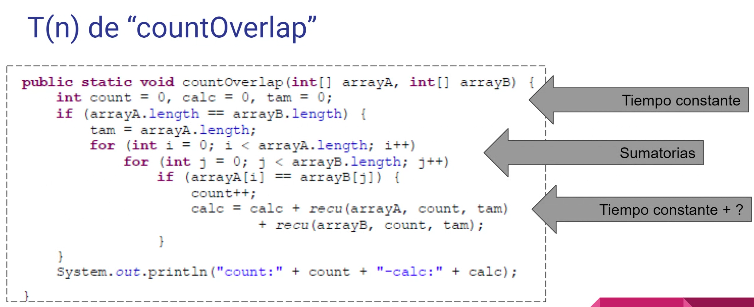 T(n) de “countOverlap”
public static void countOverlap(int[] arrayA, int[] arrayB) {
int count = 0, calc = 0, tam = 0;
Tiempo constante
if (arrayA.length == arrayB.length) {
tam = arrayA.length;
for (int i = 0; i < arrayA.length; i++)
Sumatorias
for (int j = 0; j < arrayB.length; j++)
if (arrayA[i] == arrayB[j]) {
count++;
calc = calc + recu(arrayA, count, tam)
Tiempo constante + ?
+ recu(arrayB, count, tam);
}
}
System.out.println("count:" + count + "-calc:" + calc);
}